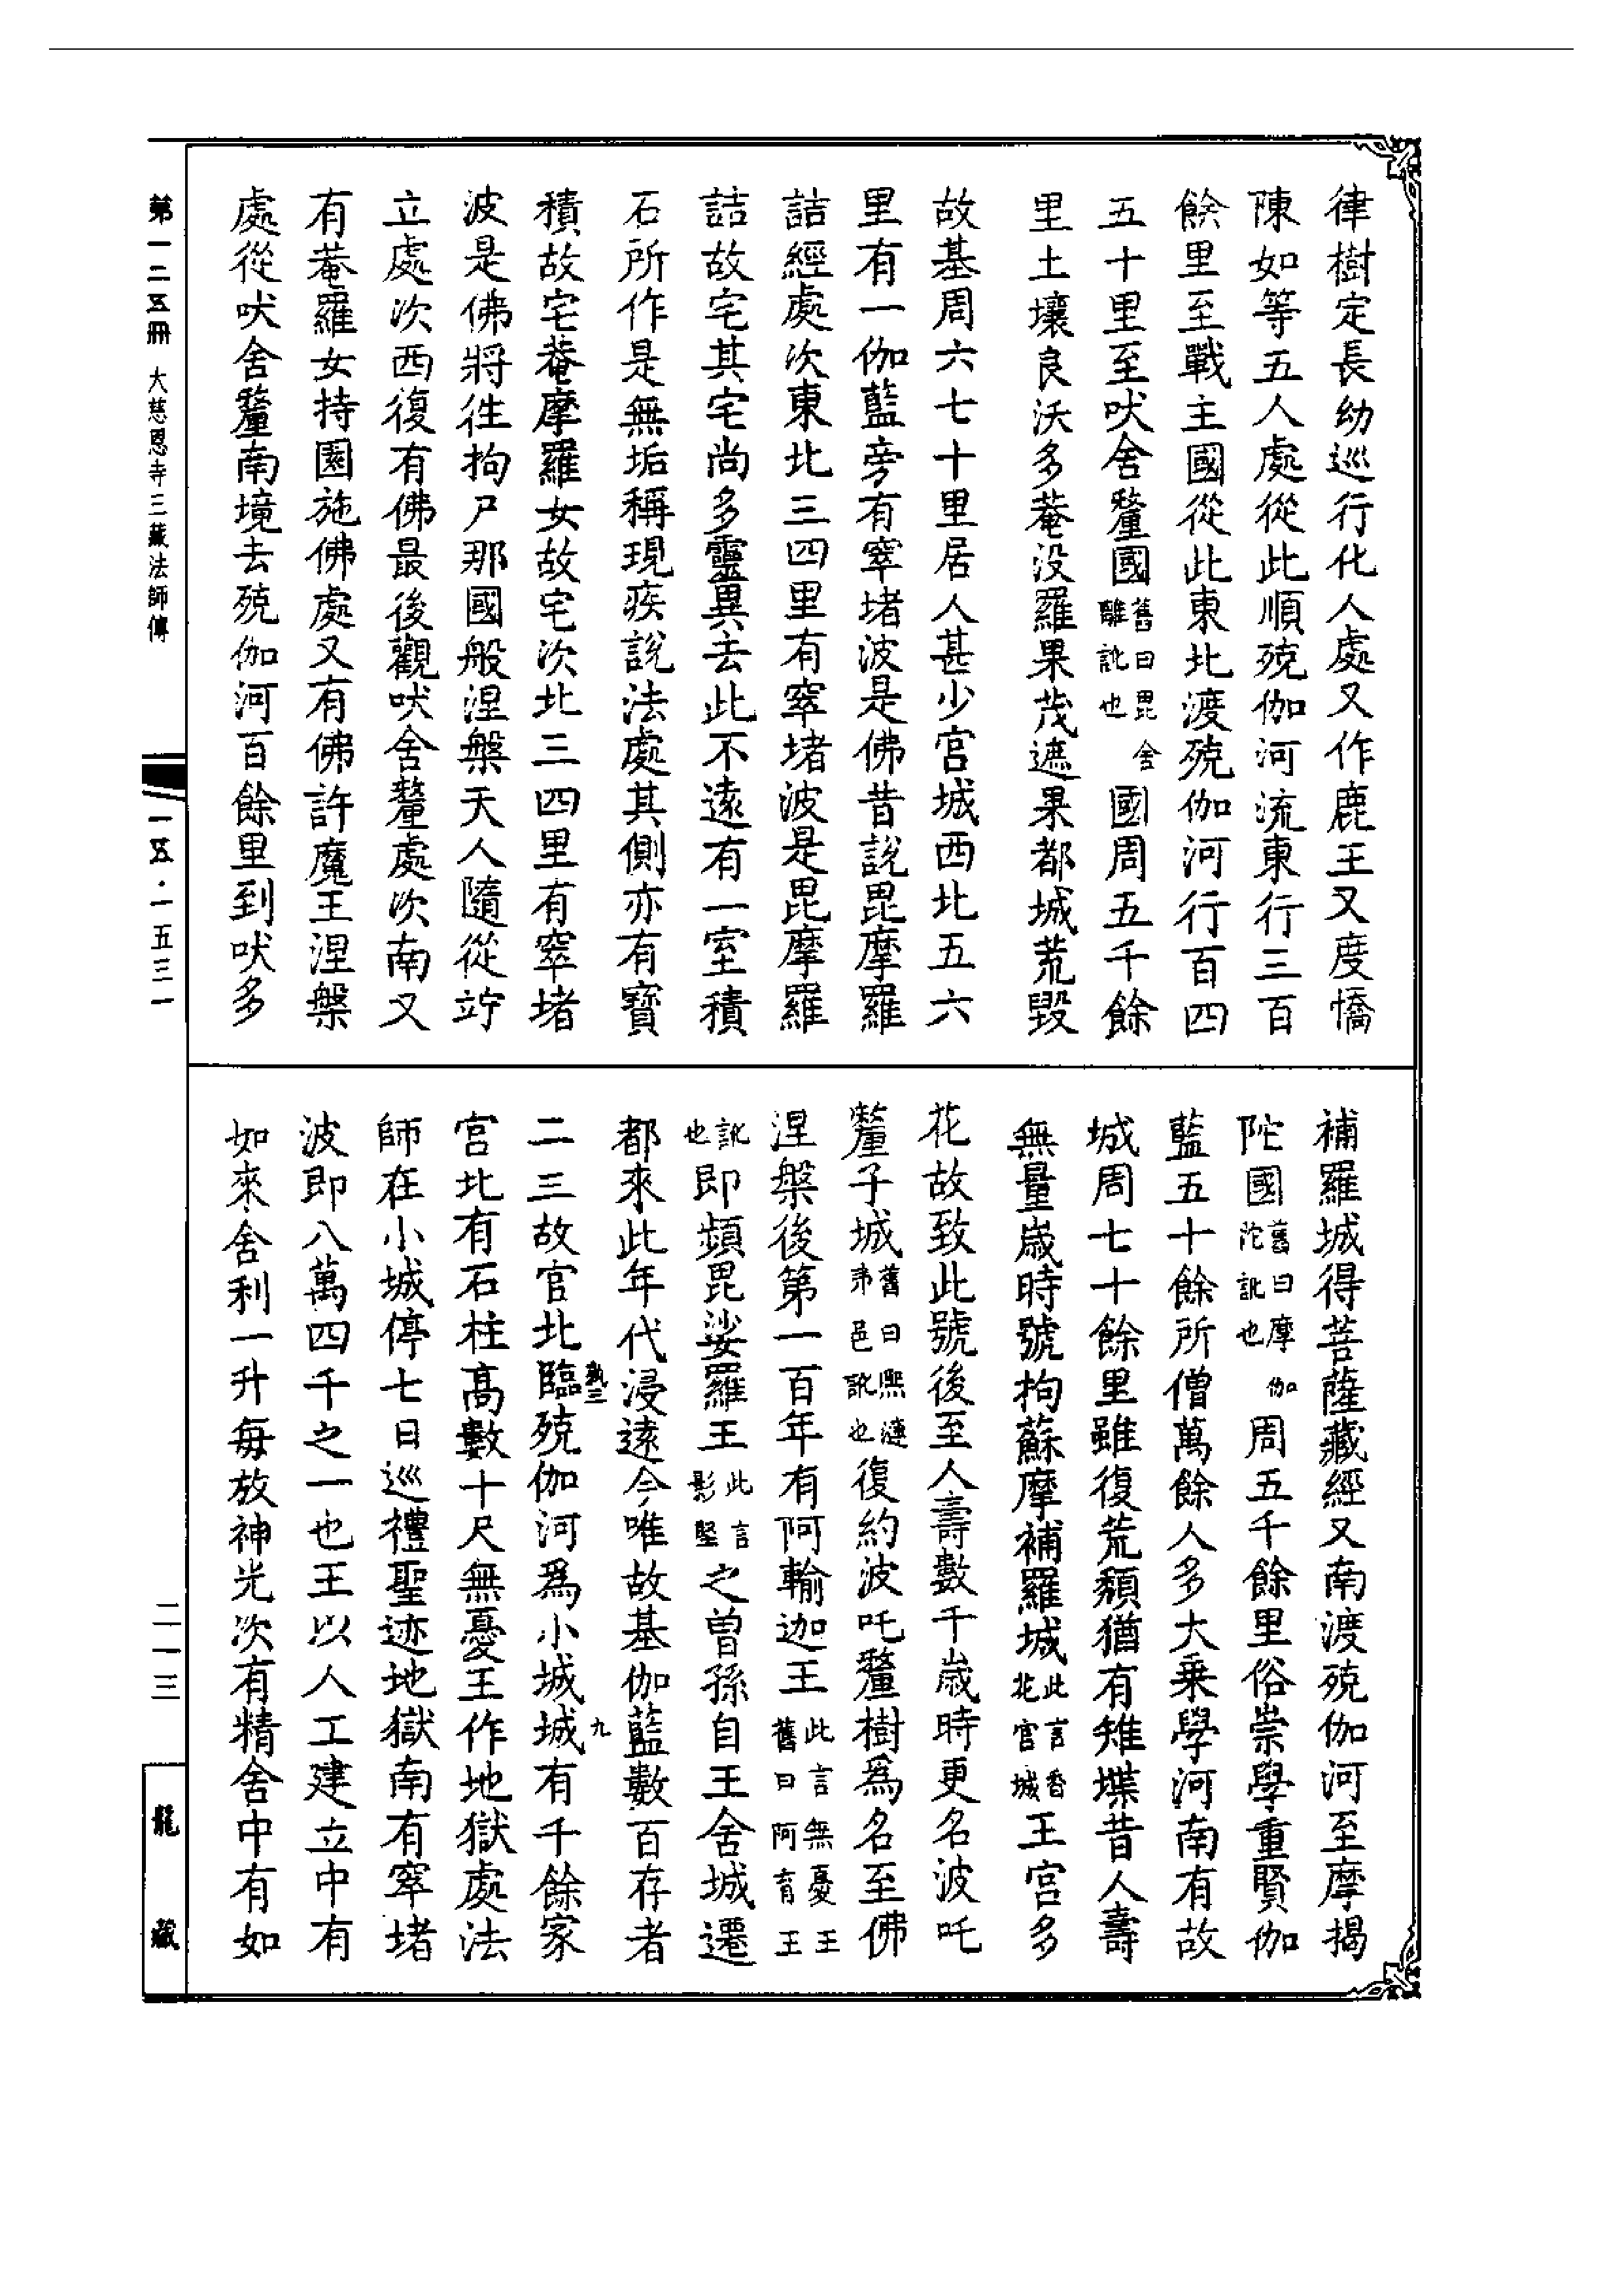 律樹定長幼巡行化人處又作鹿王又度憍
陳如等五人處從此順殑伽河流東行三百
餘里至戰主國從此東北渡殑伽河行百四
五十里至吠舍釐國舊曰毘舍離訛也國周五千餘
里土壤良沃多菴没羅果茂遮果都城荒毀
故基周六七十里居人甚少宮城西北五六
里有一伽藍旁有窣堵波是佛昔說毘摩羅
詰經處次東北三四里有窣堵波是毘摩羅
詰故宅其宅尚多靈異去此不遠有一室積
石所作是無垢稱現疾說法處其側亦有寶
積故宅菴摩羅女故宅次北三四里有窣堵
波是佛將往拘尸那國般涅槃天人隨從竚
立處次西復有佛最後觀吠舍釐處次南又
有菴羅女持園施佛處又有佛許魔王涅槃
處從吠舍釐南境去殑伽河百餘里到吠多
補羅城得菩薩藏經又南渡殑伽河至摩揭
陀國舊曰摩伽陀訛也周五千餘里俗崇學重賢伽
藍五十餘所僧萬餘人多大乘學河南有故
城周七十餘里雖復荒頹猶有雉堞昔人壽
無量歲時號拘蘇摩補羅城此言香花宮城王宮多
花故致此號後至人壽數千歲時更名波吒
釐子城舊曰熈漣弗邑訛也復約波吒釐樹為名至佛
涅槃後第一百年有阿輸迦王此言無憂王舊曰阿育王
訛也即頻毘娑羅王此言影堅之曾孫自王舍城遷
都來此年代浸遠今唯故基伽藍數百存者
二三故宮北臨殑伽河為小城城有千餘家
宮北有石柱高數十尺無憂王作地獄處法
師在小城停七日巡禮聖迹地獄南有窣堵
波即八萬四千之一也王以人工建立中有
如來舍利一升每放神光次有精舍中有如
第一二五冊 大慈恩寺三藏法師傳
一五·一五三一
二一三
龍藏